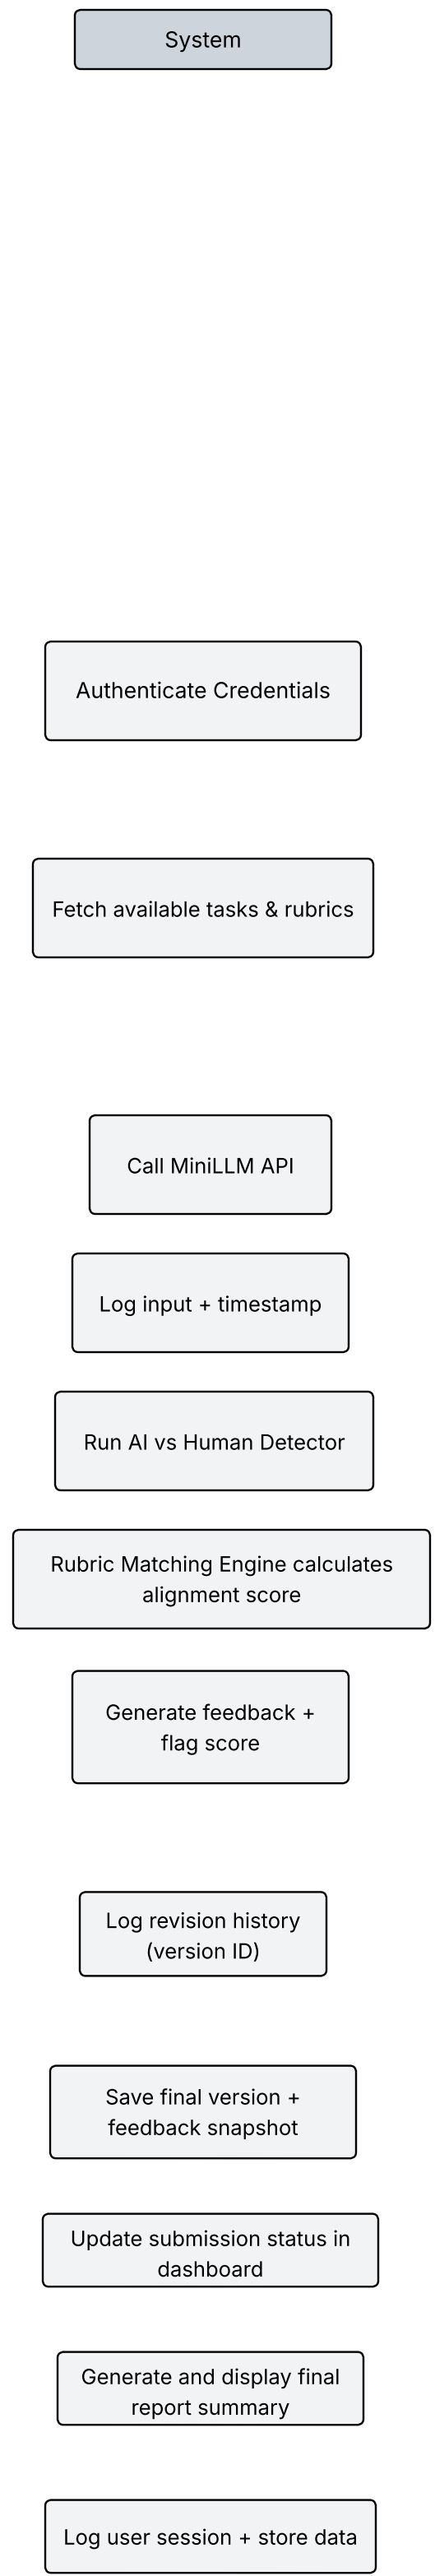 System
Authenticate Credentials
Fetch available tasks & rubrics
Call MiniLLM API
Log input + timestamp
Run AI vs Human Detector
Rubric Matching Engine calculates
alignment score
Generate feedback +
flag score
Log revision history
(version ID)
Save final version +
feedback snapshot
Update submission status in
dashboard
Generate and display final
report summary
Log user session + store data